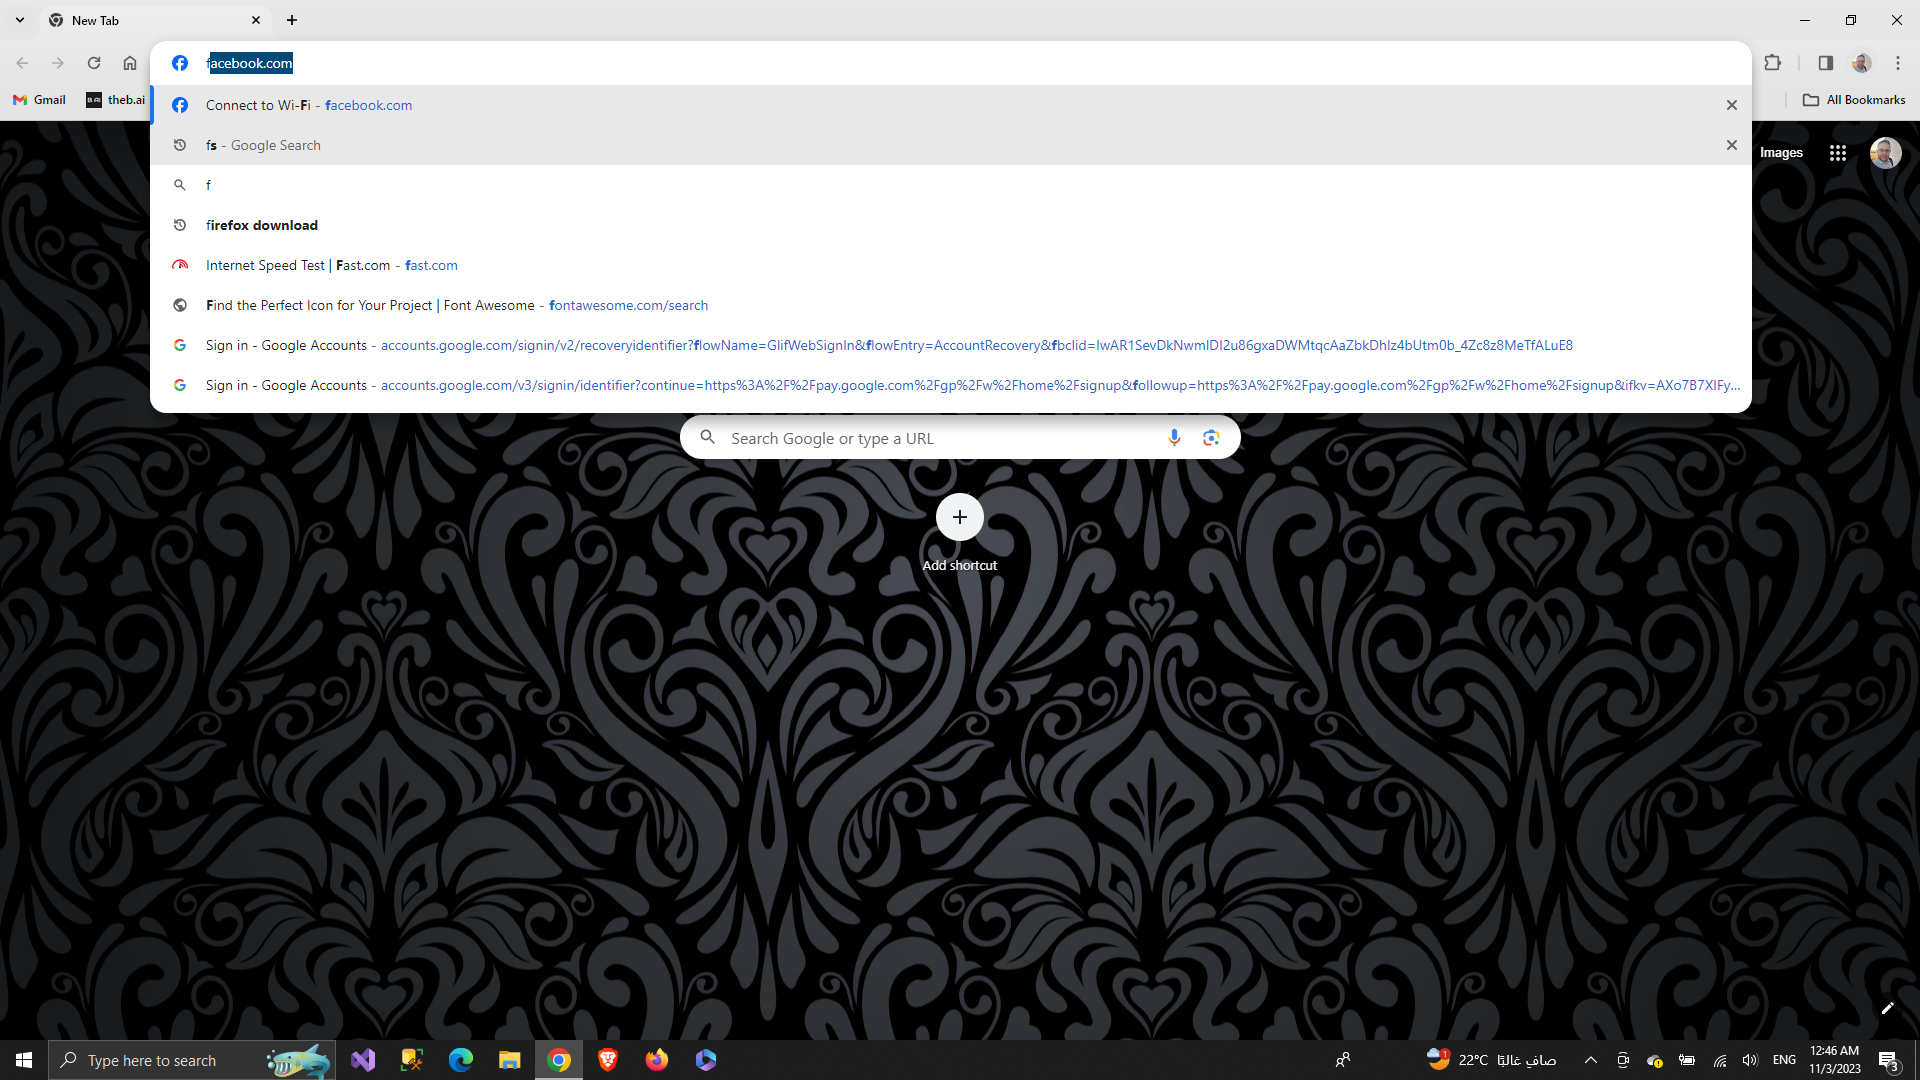 New Tab
facebook.com
Gmail
theb.ai
All Bookmarks
Connect to Wi-Fi - facebook.com
fs - Google Search
Images
f
firefox download
Internet Speed Test | Fast.com - fast.com
Find the Perfect Icon for Your Project | Font Awesome - fontawesome.com/search
Sign in - Google Accounts - accounts.google.com/signin/v2/recoveryidentifier?flowName=GlifWebSignIn&flowEntry=AccountRecovery&fbclid=IwAR1SevDkNwmIDI2u86gxaDWMtqcAaZbkDhIz4bUtm0b_4Zc8z8MeTfALuE8
Sign in - Google Accounts - accounts.google.com/v3/signin/identifier?continue=https%3A%2F%2Fpay.google.com%2Fgp%2Fw%2Fhome%2Fsignup&followup=https%3A%2F%2Fpay.google.com%2Fgp%2Fw%2Fhome%2Fsignup&ifkv=AXo7B7XIFy...
Search Google or type a URL
Add shortcut
Type here to search
1
22°C صافٍ غالبًا
ENG
12:46 AM
11/3/2023
3